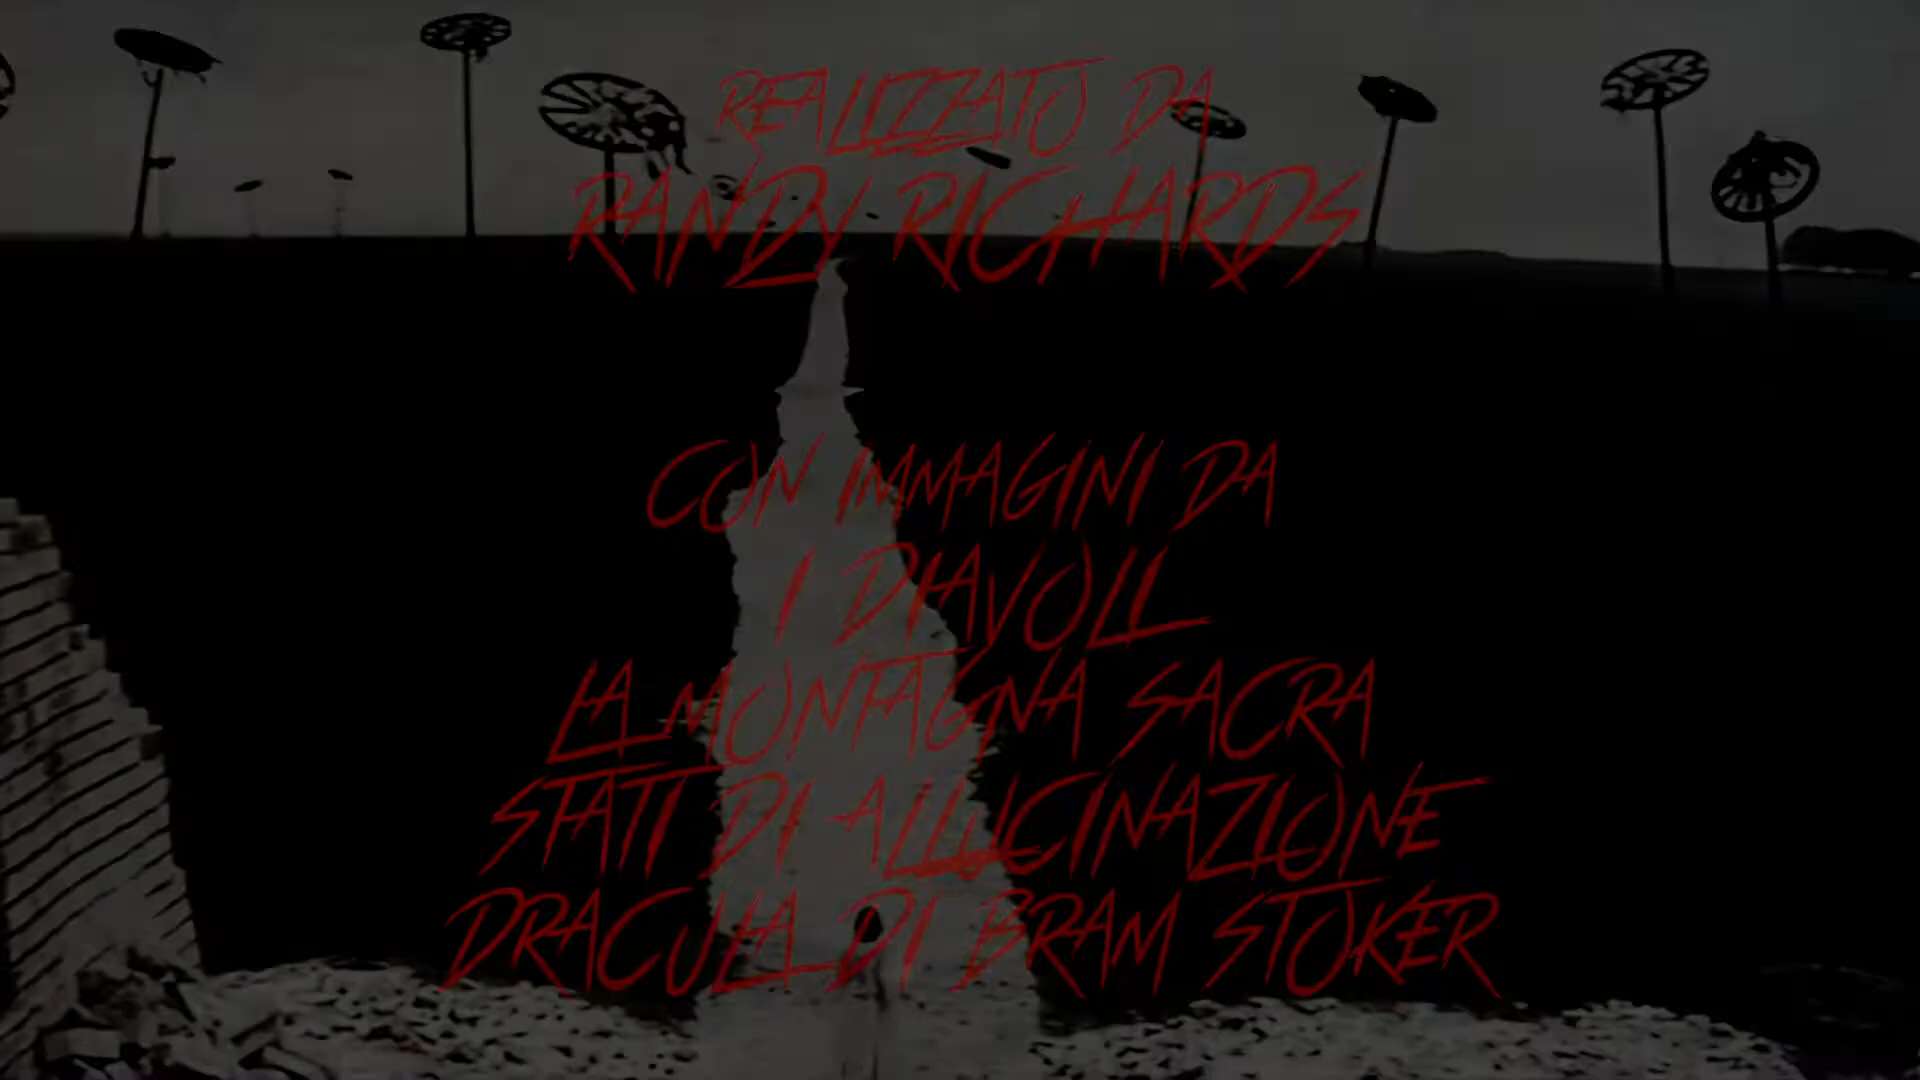 REALIZZATO DA
RANDY RICHARDS
CON IMMAGINI DA
I DIAVOLI
LA MONTAGNA SACRA
STATI DI ALLUCINAZIONE
DRACULA DI BRAM STOKER